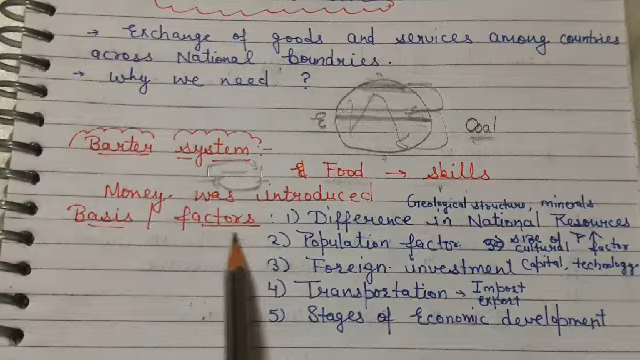 → Exchange of goods and services among countries
across National boundries.
→ Why we need ?
Coal
Barter system :-
Food → skills
Money was introduced
Geological structure, minerals
Basis / factors : 1) Difference in National Resources
2) Population factor size of cultural factor
3) Foreign investment Capital, technology
4) Transportation → Import
export
5) Stages of Economic development